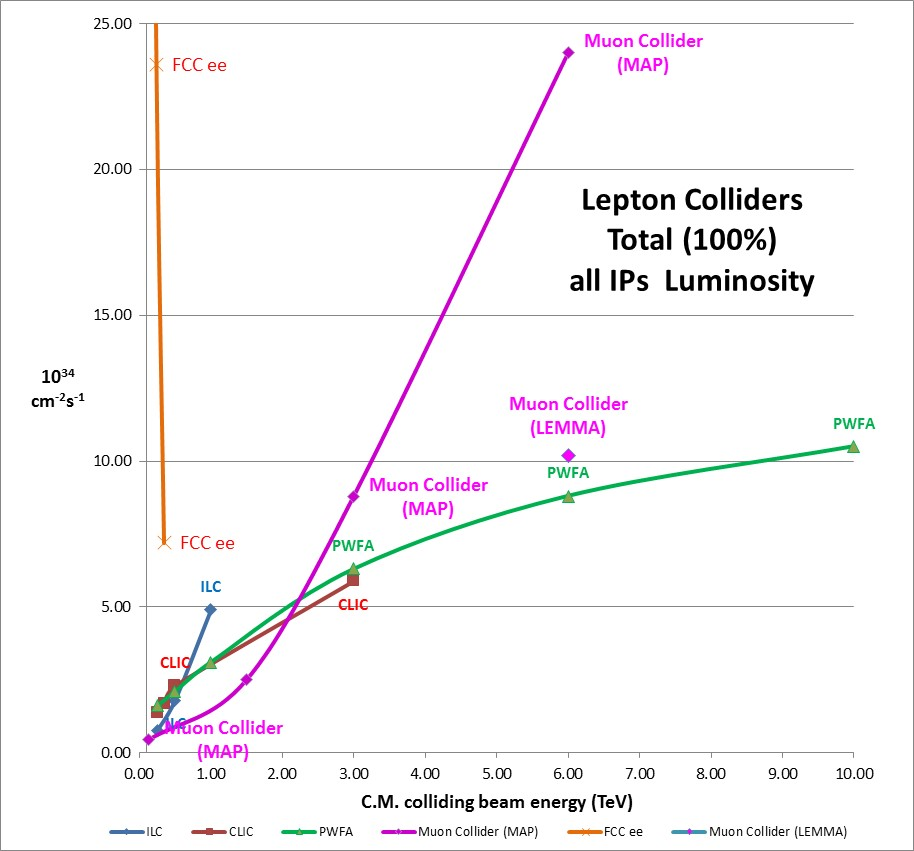 25.00
Muon Collider
(MAP)
FCC ee
20.00
Lepton Colliders
Total (100%)
all IPs Luminosity
15.00
10³⁴
cm⁻²s⁻¹
Muon Collider
(LEMMA)
PWFA
10.00
PWFA
Muon Collider
(MAP)
FCC ee
PWFA
ILC
5.00
CLIC
CLIC
ILC
Muon Collider
(MAP)
0.00
0.00 1.00 2.00 3.00 4.00 5.00 6.00 7.00 8.00 9.00 10.00
C.M. colliding beam energy (TeV)
ILC CLIC PWFA Muon Collider (MAP) FCC ee Muon Collider (LEMMA)